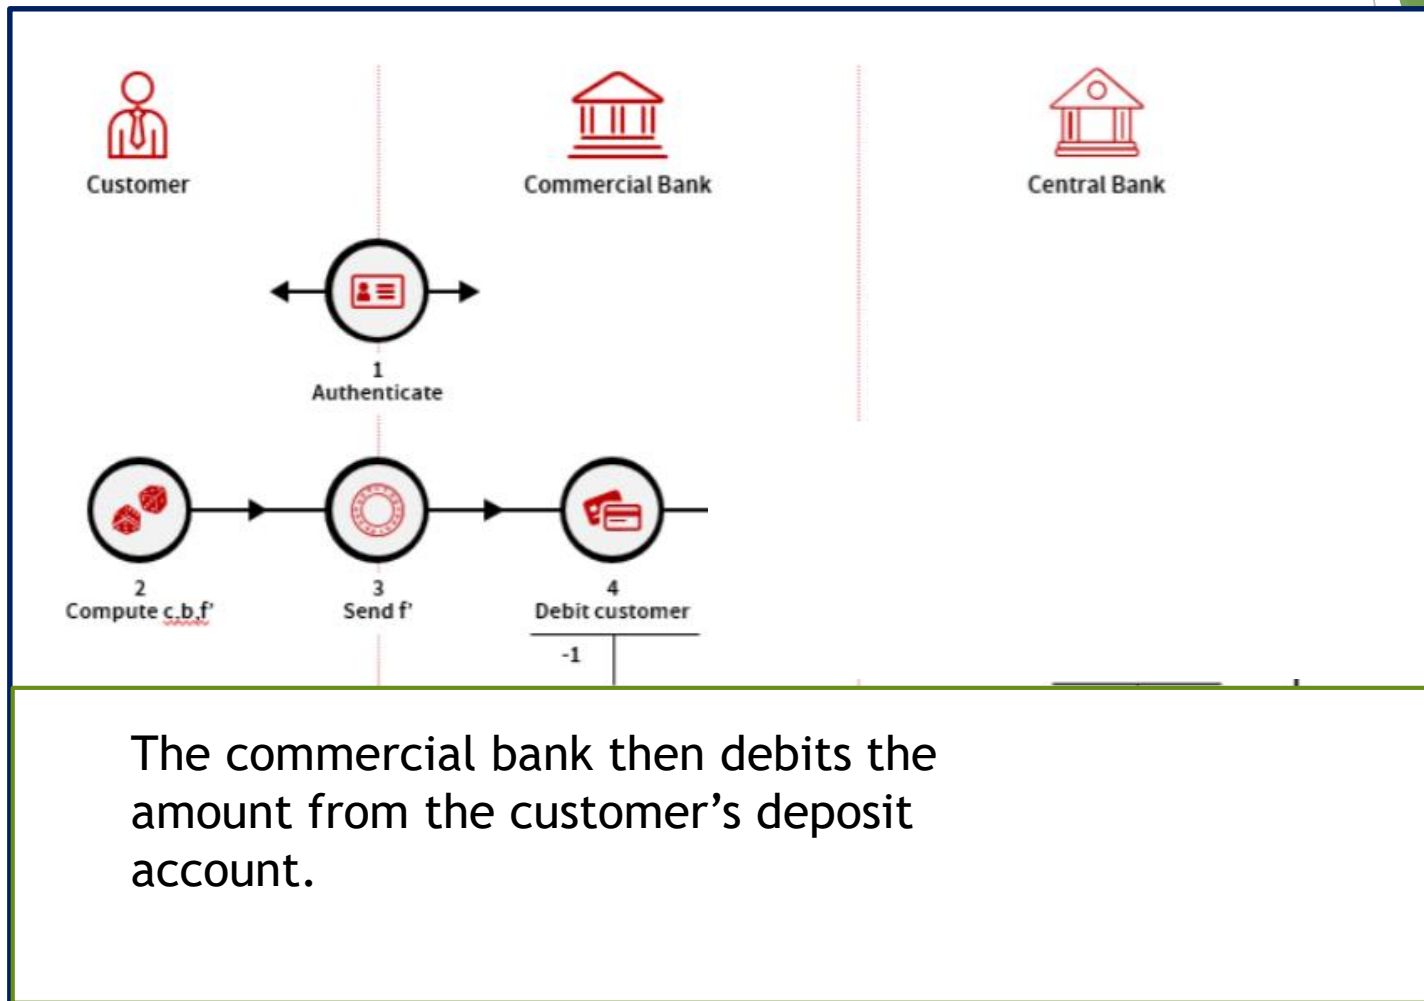 Customer
Commercial Bank
Central Bank
1
Authenticate
2
Compute c,b,f’
3
Send f’
4
Debit customer
-1
The commercial bank then debits the
amount from the customer’s deposit
account.